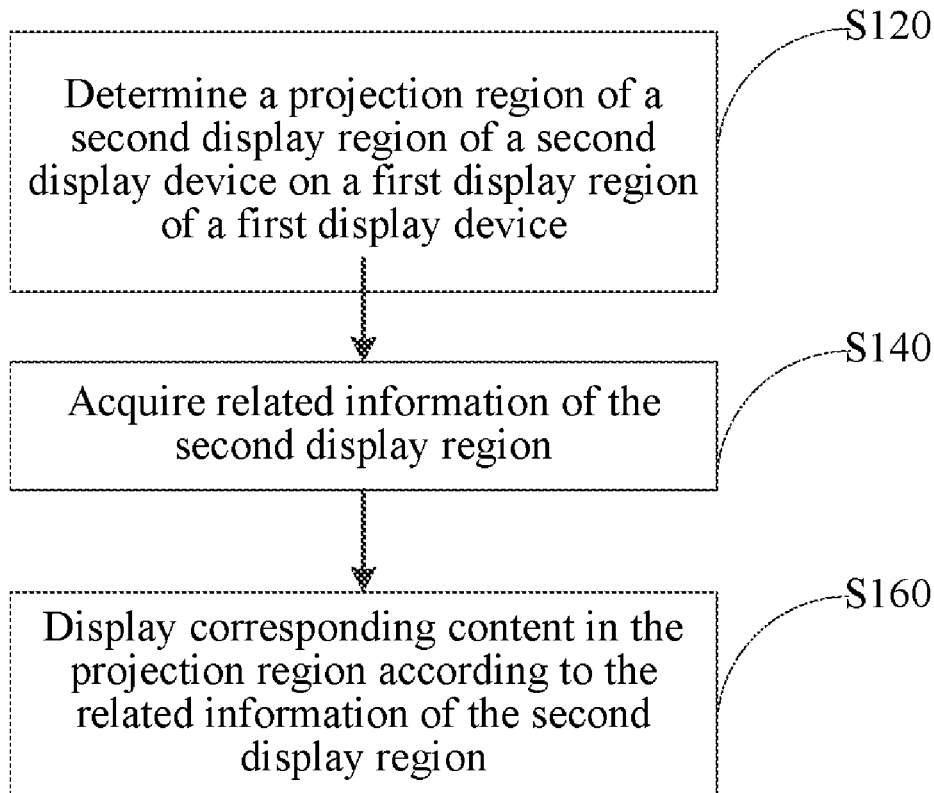 S120
Determine a projection region of a
second display region of a second
display device on a first display region
of a first display device
S140
Acquire related information of the
second display region
S160
Display corresponding content in the
projection region according to the
related information of the second
display region